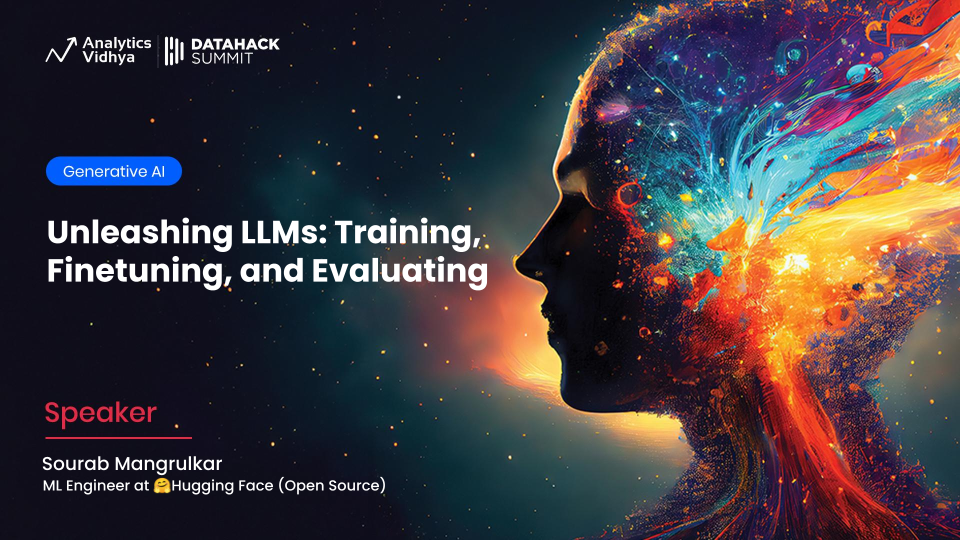 Analytics
Vidhya
DATAHACK
SUMMIT
Generative AI
Unleashing LLMs: Training,
Finetuning, and Evaluating
Speaker
Sourab Mangrulkar
ML Engineer at 🤗Hugging Face (Open Source)